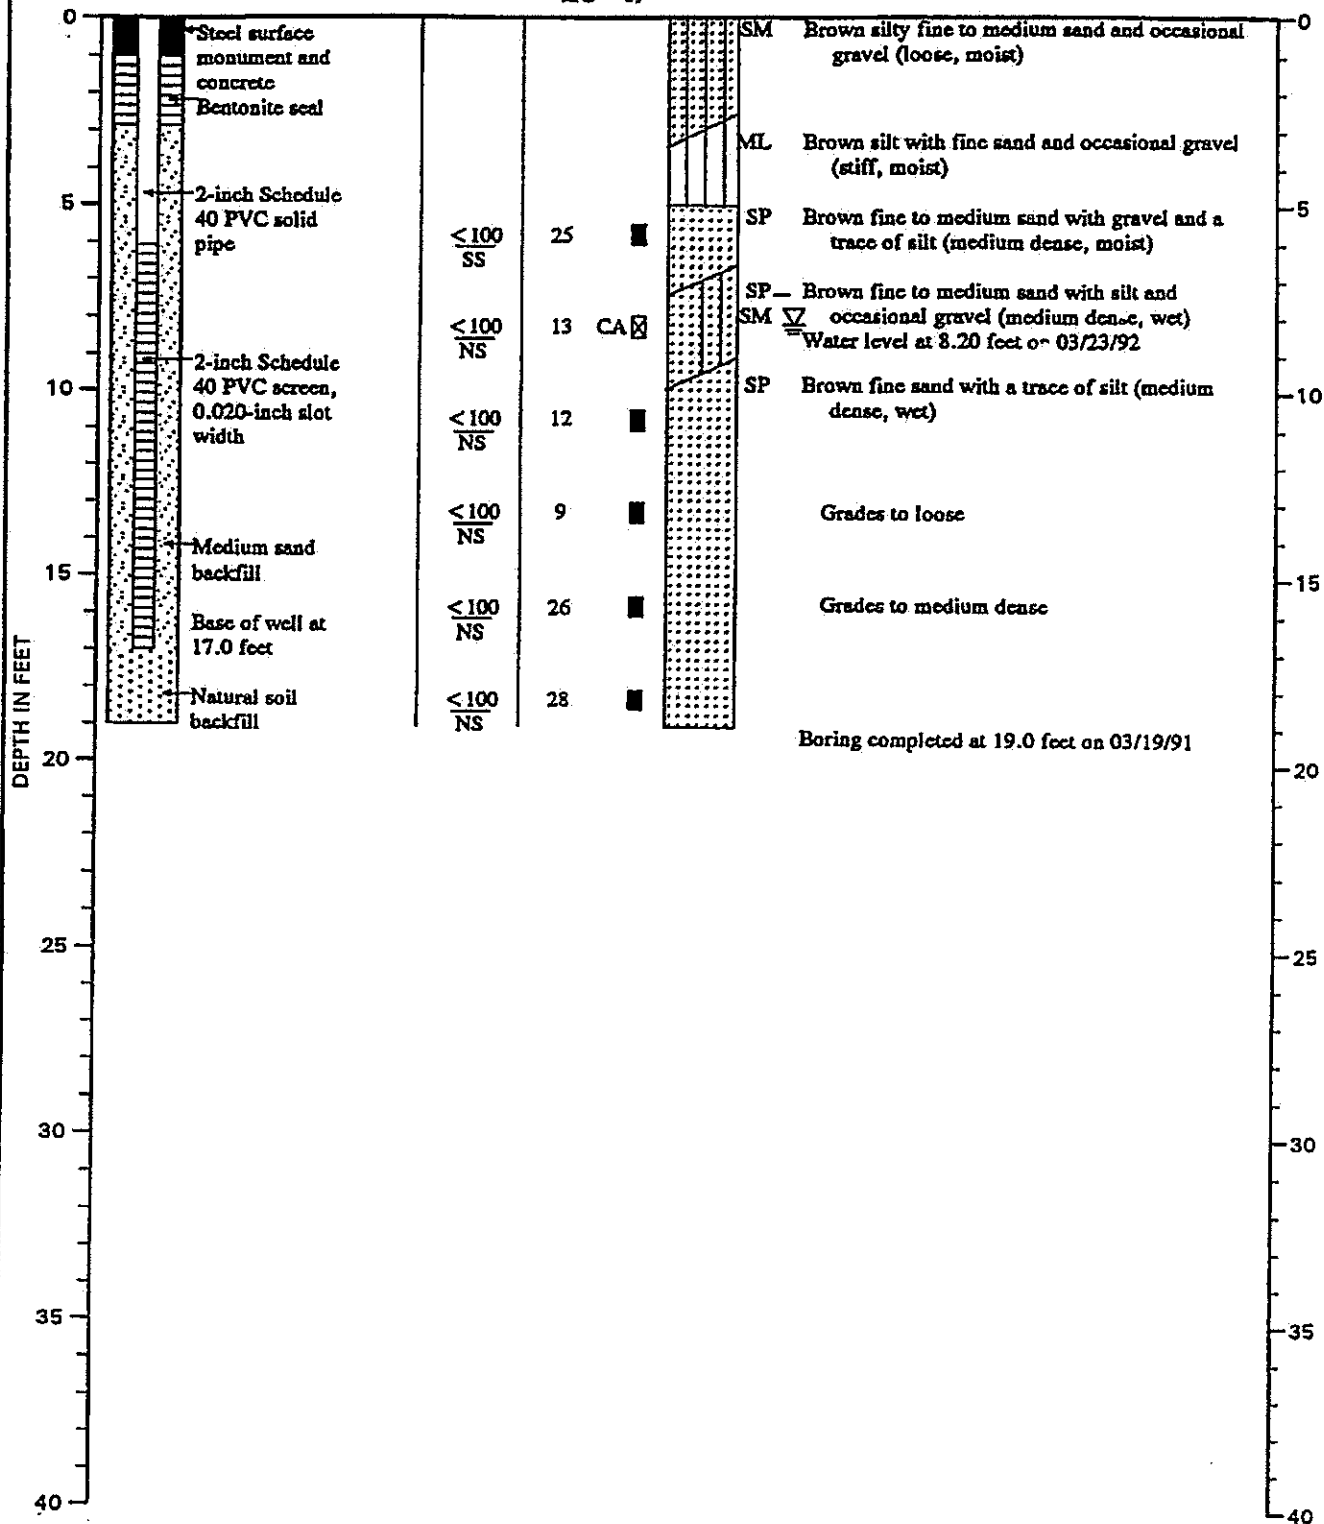 0
Steel surface
monument and
concrete
Bentonite seal
5
2-inch Schedule
40 PVC solid
pipe
10
2-inch Schedule
40 PVC screen,
0.020-inch slot
width
15
Medium sand
backfill
Base of well at
17.0 feet
Natural soil
backfill
DEPTH IN FEET
20
25
30
35
40
<100
SS
25
<100
NS
13
CA
<100
NS
12
<100
NS
9
<100
NS
26
<100
NS
28
SM Brown silty fine to medium sand and occasional
gravel (loose, moist)
ML Brown silt with fine sand and occasional gravel
(stiff, moist)
SP Brown fine to medium sand with gravel and a
trace of silt (medium dense, moist)
SP– Brown fine to medium sand with silt and
SM occasional gravel (medium dense, wet)
Water level at 8.20 feet on 03/23/92
SP Brown fine sand with a trace of silt (medium
dense, wet)
Grades to loose
Grades to medium dense
Boring completed at 19.0 feet on 03/19/91
0
5
10
15
20
25
30
35
40